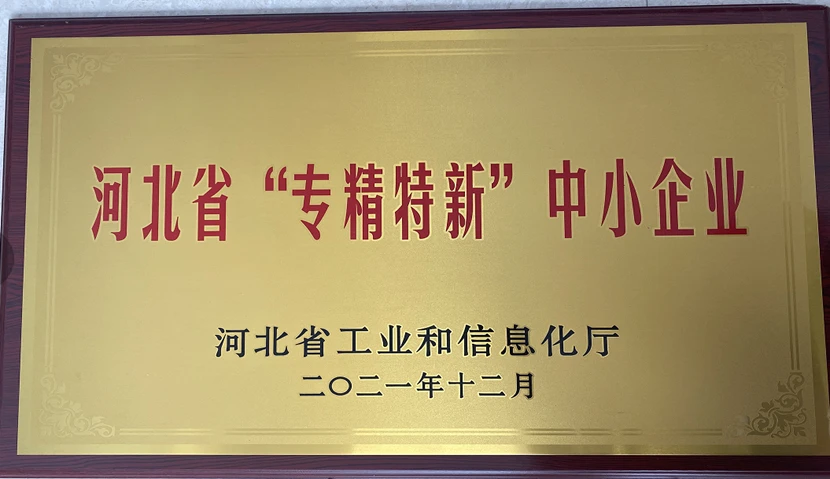 河北省“专精特新”中小企业
河北省工业和信息化厅
二〇二一年十二月